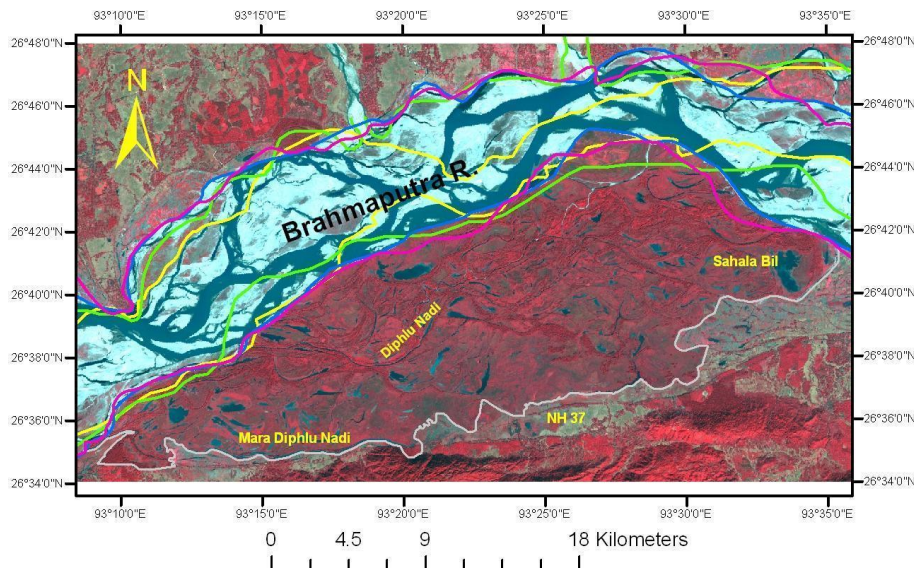 93°10'0"E 93°15'0"E 93°20'0"E 93°25'0"E 93°30'0"E 93°35'0"E
26°48'0"N 26°48'0"N
N
26°46'0"N 26°46'0"N
26°44'0"N 26°44'0"N
Brahmaputra R.
26°42'0"N 26°42'0"N
Sahala Bil
26°40'0"N 26°40'0"N
Diphlu Nadi
26°38'0"N 26°38'0"N
26°36'0"N 26°36'0"N
NH 37
Mara Diphlu Nadi
26°34'0"N 26°34'0"N
93°10'0"E 93°15'0"E 93°20'0"E 93°25'0"E 93°30'0"E 93°35'0"E
0 4.5 9 18 Kilometers